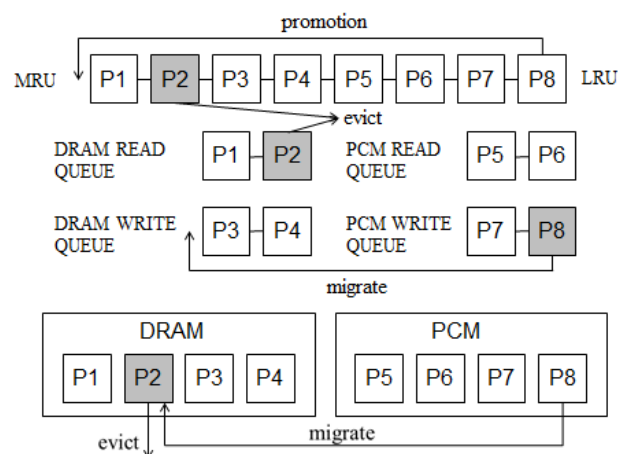 promotion
MRU P1 P2 P3 P4 P5 P6 P7 P8 LRU
evict
DRAM READ
QUEUE
P1 P2
PCM READ
QUEUE
P5 P6
DRAM WRITE
QUEUE
P3 P4
PCM WRITE
QUEUE
P7 P8
migrate
DRAM
P1 P2 P3 P4
PCM
P5 P6 P7 P8
evict
migrate